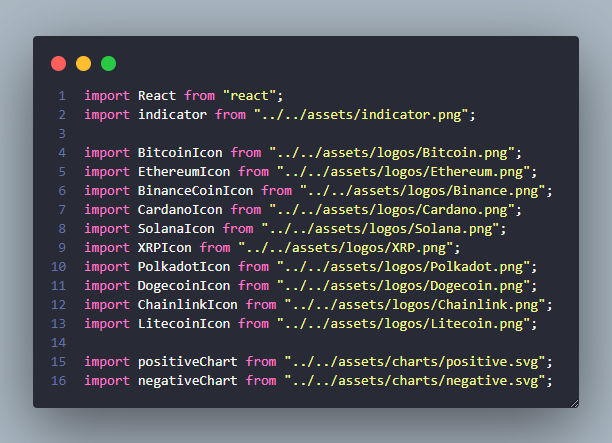 1 import React from "react";
2 import indicator from "../../assets/indicator.png";
3
4 import BitcoinIcon from "../../assets/logos/Bitcoin.png";
5 import EthereumIcon from "../../assets/logos/Ethereum.png";
6 import BinanceCoinIcon from "../../assets/logos/Binance.png";
7 import CardanoIcon from "../../assets/logos/Cardano.png";
8 import SolanaIcon from "../../assets/logos/Solana.png";
9 import XRPIcon from "../../assets/logos/XRP.png";
10 import PolkadotIcon from "../../assets/logos/Polkadot.png";
11 import DogecoinIcon from "../../assets/logos/Dogecoin.png";
12 import ChainlinkIcon from "../../assets/logos/Chainlink.png";
13 import LitecoinIcon from "../../assets/logos/Litecoin.png";
14
15 import positiveChart from "../../assets/charts/positive.svg";
16 import negativeChart from "../../assets/charts/negative.svg";